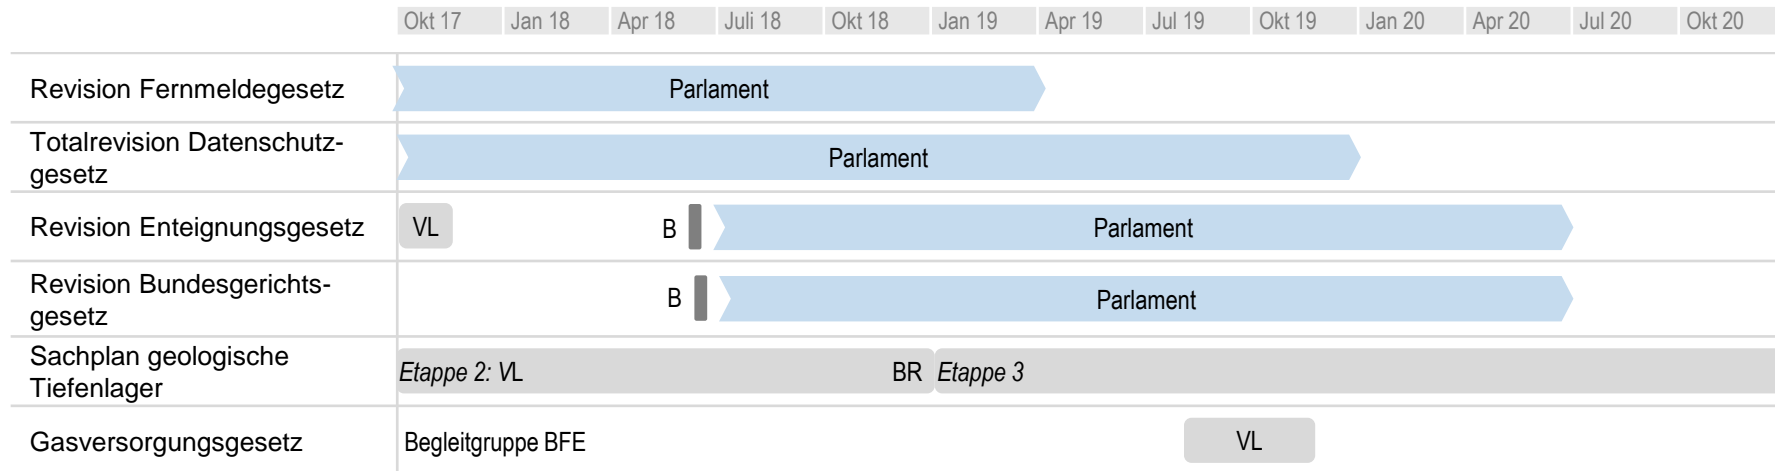 Okt 17 Jan 18 Apr 18 Juli 18 Okt 18 Jan 19 Apr 19 Jul 19 Okt 19 Jan 20 Apr 20 Jul 20 Okt 20
Revision Fernmeldegesetz Parlament
Totalrevision Datenschutz-
gesetz Parlament
Revision Enteignungsgesetz VL B Parlament
Revision Bundesgerichts-
gesetz B Parlament
Sachplan geologische
Tiefenlager Etappe 2: VL BR Etappe 3
Gasversorgungsgesetz Begleitgruppe BFE VL